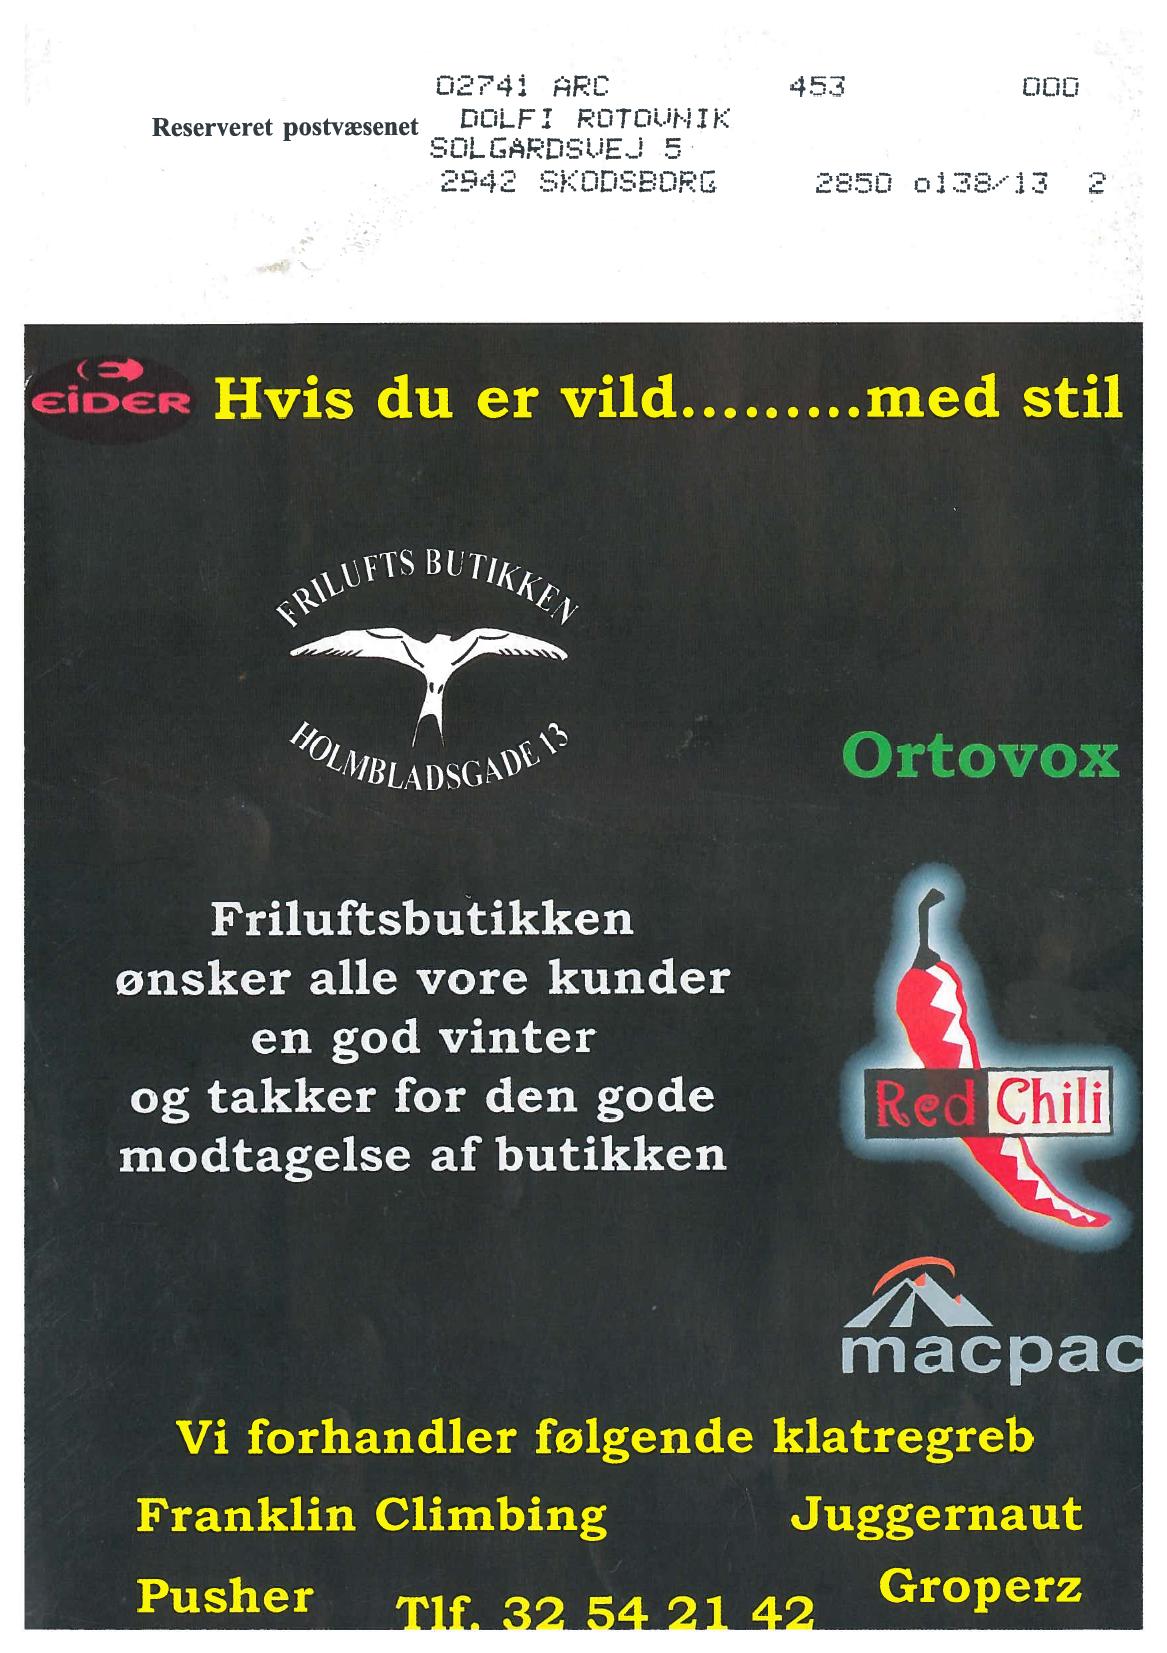 02741 ARC 453 000
Reserveret postvæsenet DOLFI ROTOVNIK
SOLGARDSVEJ 5
2942 SKODSBORG 2850 o138/13 2
EiDER
Hvis du er vild.........med stil
FRILUFTS BUTIKKEN
HOLMBLADSGADE 13
Ortovox
Friluftsbutikken
ønsker alle vore kunder
en god vinter
og takker for den gode
modtagelse af butikken
Red Chili
macpac
Vi forhandler følgende klatregreb
Franklin Climbing Juggernaut
Pusher Tlf. 32 54 21 42 Groperz